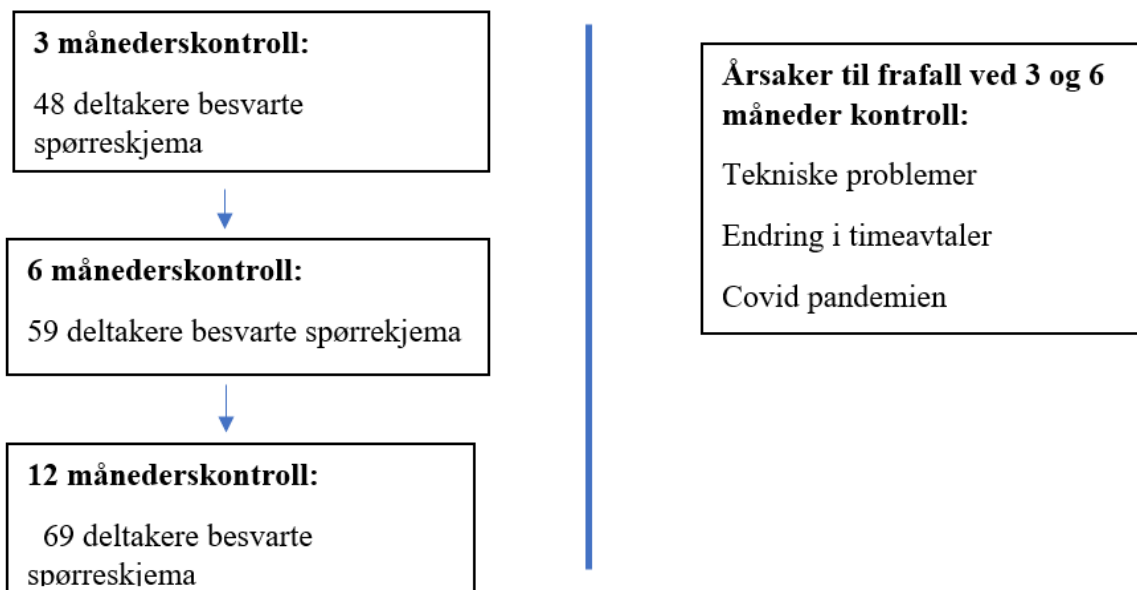 3 månederskontroll:
48 deltakere besvarte
spørreskjema
6 månederskontroll:
59 deltakere besvarte spørrekjema
12 månederskontroll:
69 deltakere besvarte
spørreskjema
Årsaker til frafall ved 3 og 6
måneder kontroll:
Tekniske problemer
Endring i timeavtaler
Covid pandemien